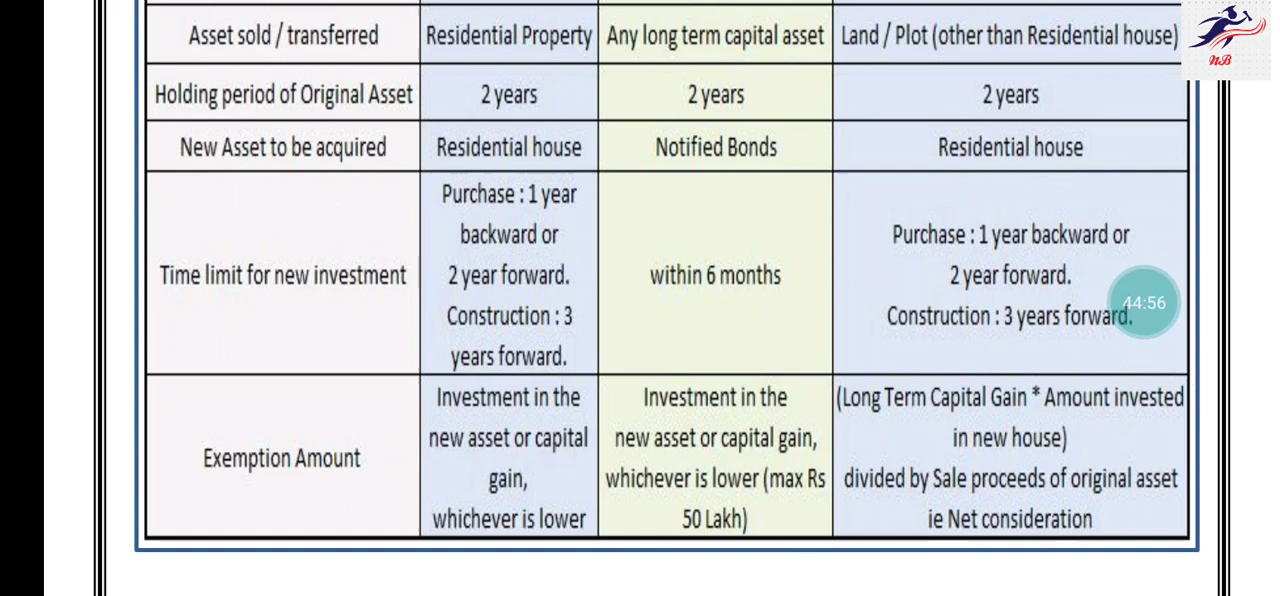 Asset sold / transferred
Residential Property
Any long term capital asset
Land / Plot (other than Residential house)
NB
Holding period of Original Asset
2 years
2 years
2 years
New Asset to be acquired
Residential house
Notified Bonds
Residential house
Time limit for new investment
Purchase : 1 year
backward or
2 year forward.
Construction : 3
years forward.
within 6 months
Purchase : 1 year backward or
2 year forward.
Construction : 3 years forward.
44:56
Exemption Amount
Investment in the
new asset or capital
gain,
whichever is lower
Investment in the
new asset or capital gain,
whichever is lower (max Rs
50 Lakh)
(Long Term Capital Gain * Amount invested
in new house)
divided by Sale proceeds of original asset
ie Net consideration